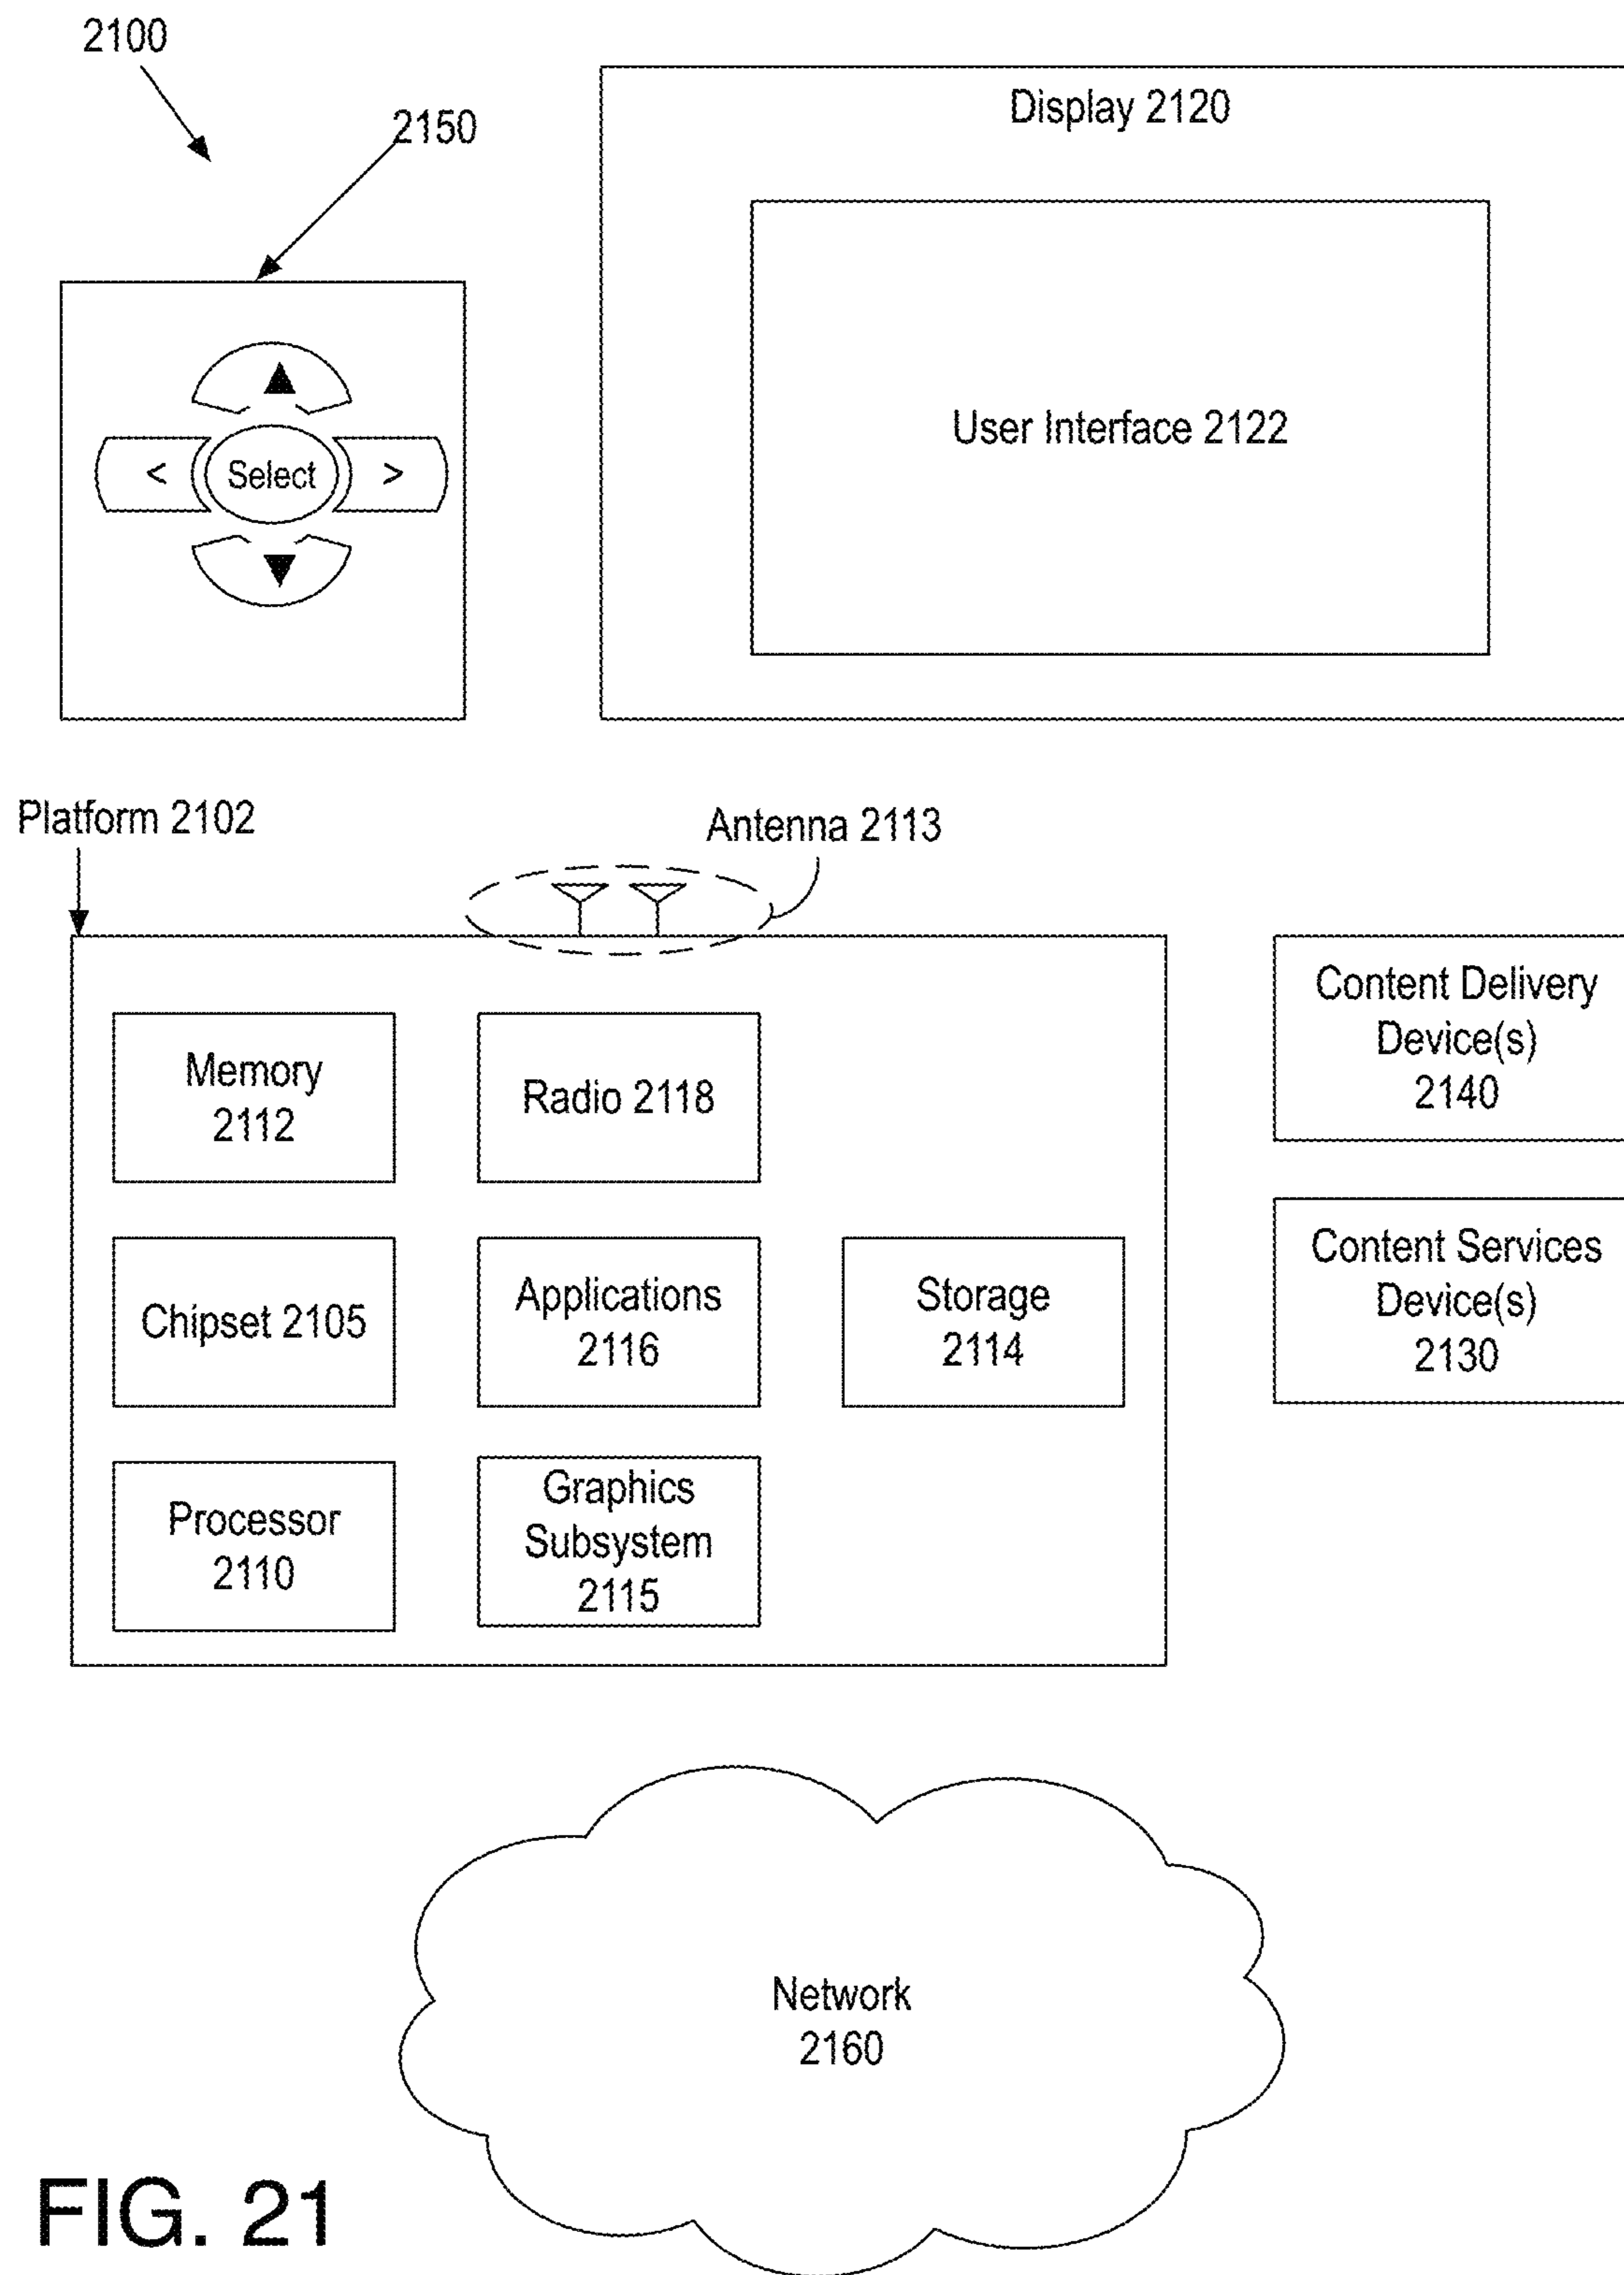 2100
2150
Display 2120
User Interface 2122
<
Select
>
Platform 2102
Antenna 2113
Memory
2112
Radio 2118
Content Delivery
Device(s)
2140
Chipset 2105
Applications
2116
Storage
2114
Content Services
Device(s)
2130
Processor
2110
Graphics
Subsystem
2115
Network
2160
FIG. 21